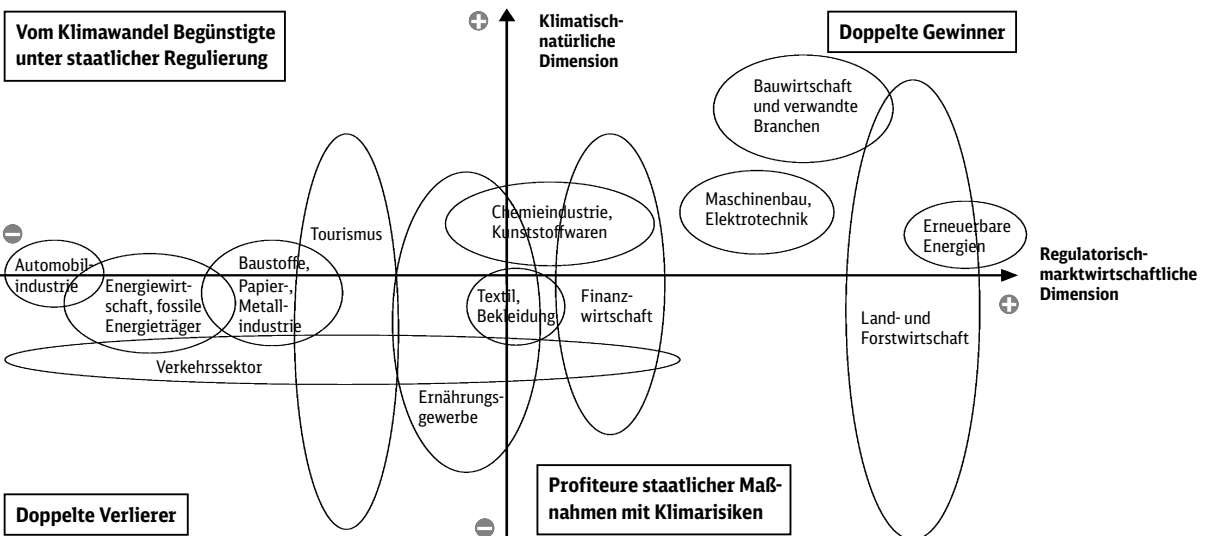 Vom Klimawandel Begünstigte
unter staatlicher Regulierung
+
Klimatisch-
natürliche
Dimension
Doppelte Gewinner
Bauwirtschaft
und verwandte
Branchen
Maschinenbau,
Elektrotechnik
Chemieindustrie,
Kunststoffwaren
Tourismus
Erneuerbare
Energien
−
Automobil-
industrie
Energiewirt-
schaft, fossile
Energieträger
Baustoffe,
Papier-,
Metall-
industrie
Textil,
Bekleidung
Finanz-
wirtschaft
Land- und
Forstwirtschaft
Regulatorisch-
marktwirtschaftliche
Dimension
+
Verkehrssektor
Ernährungs-
gewerbe
Doppelte Verlierer
−
Profiteure staatlicher Maß-
nahmen mit Klimarisiken